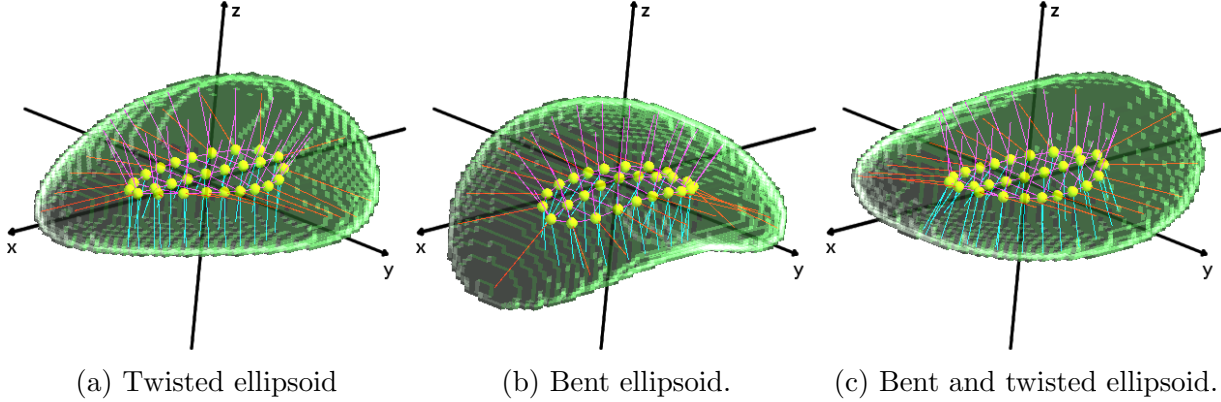 z
x
y
z
x
y
z
x
y
(a) Twisted ellipsoid
(b) Bent ellipsoid.
(c) Bent and twisted ellipsoid.